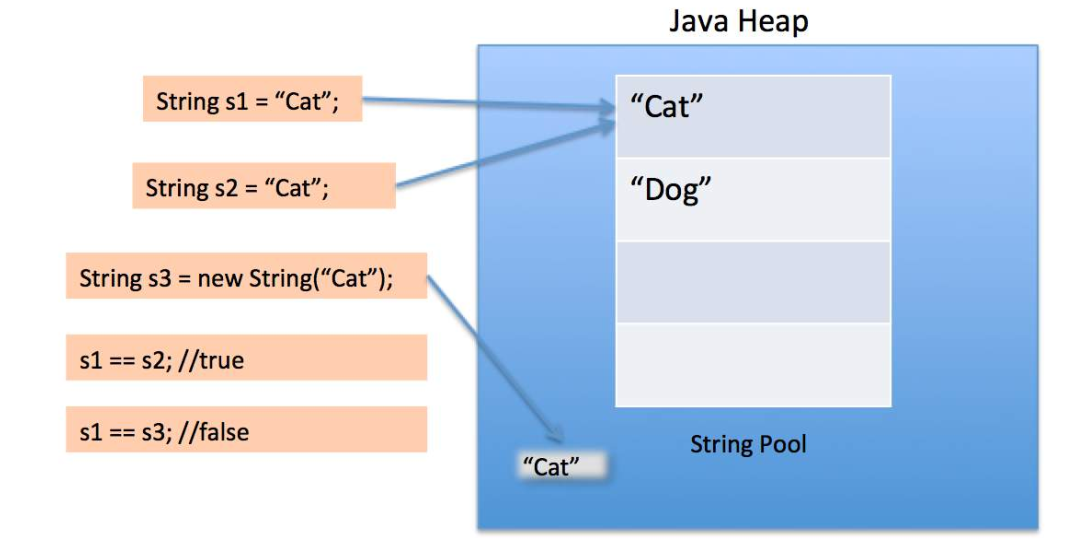 Java Heap
String s1 = “Cat”;
“Cat”
String s2 = “Cat”;
“Dog”
String s3 = new String(“Cat”);
s1 == s2; //true
s1 == s3; //false
String Pool
“Cat”